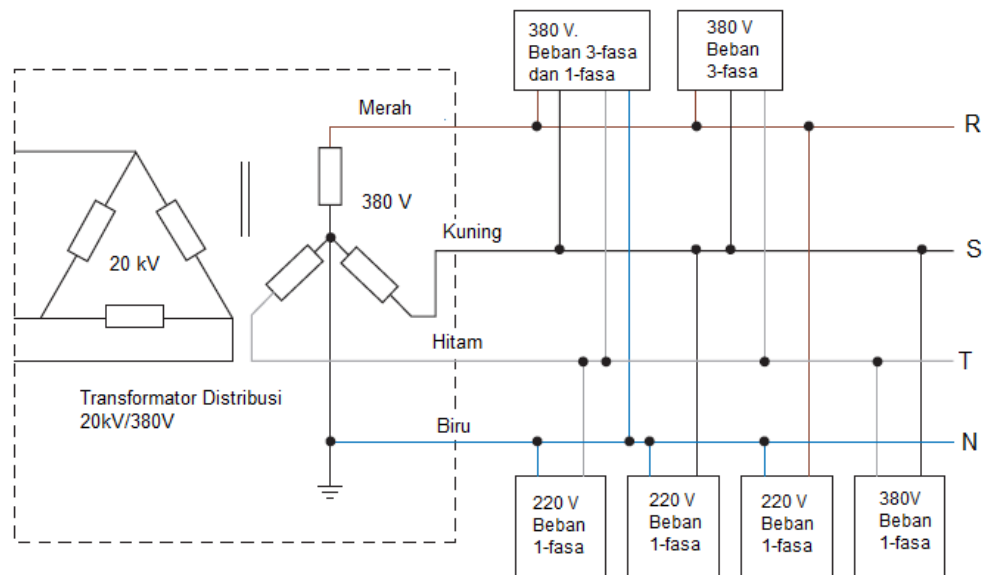 380 V.
Beban 3-fasa
dan 1-fasa
380 V
Beban
3-fasa
Merah
R
380 V
Kuning
S
20 kV
Hitam
T
Transformator Distribusi
20kV/380V
Biru
N
220 V
Beban
1-fasa
220 V
Beban
1-fasa
220 V
Beban
1-fasa
380V
Beban
1-fasa